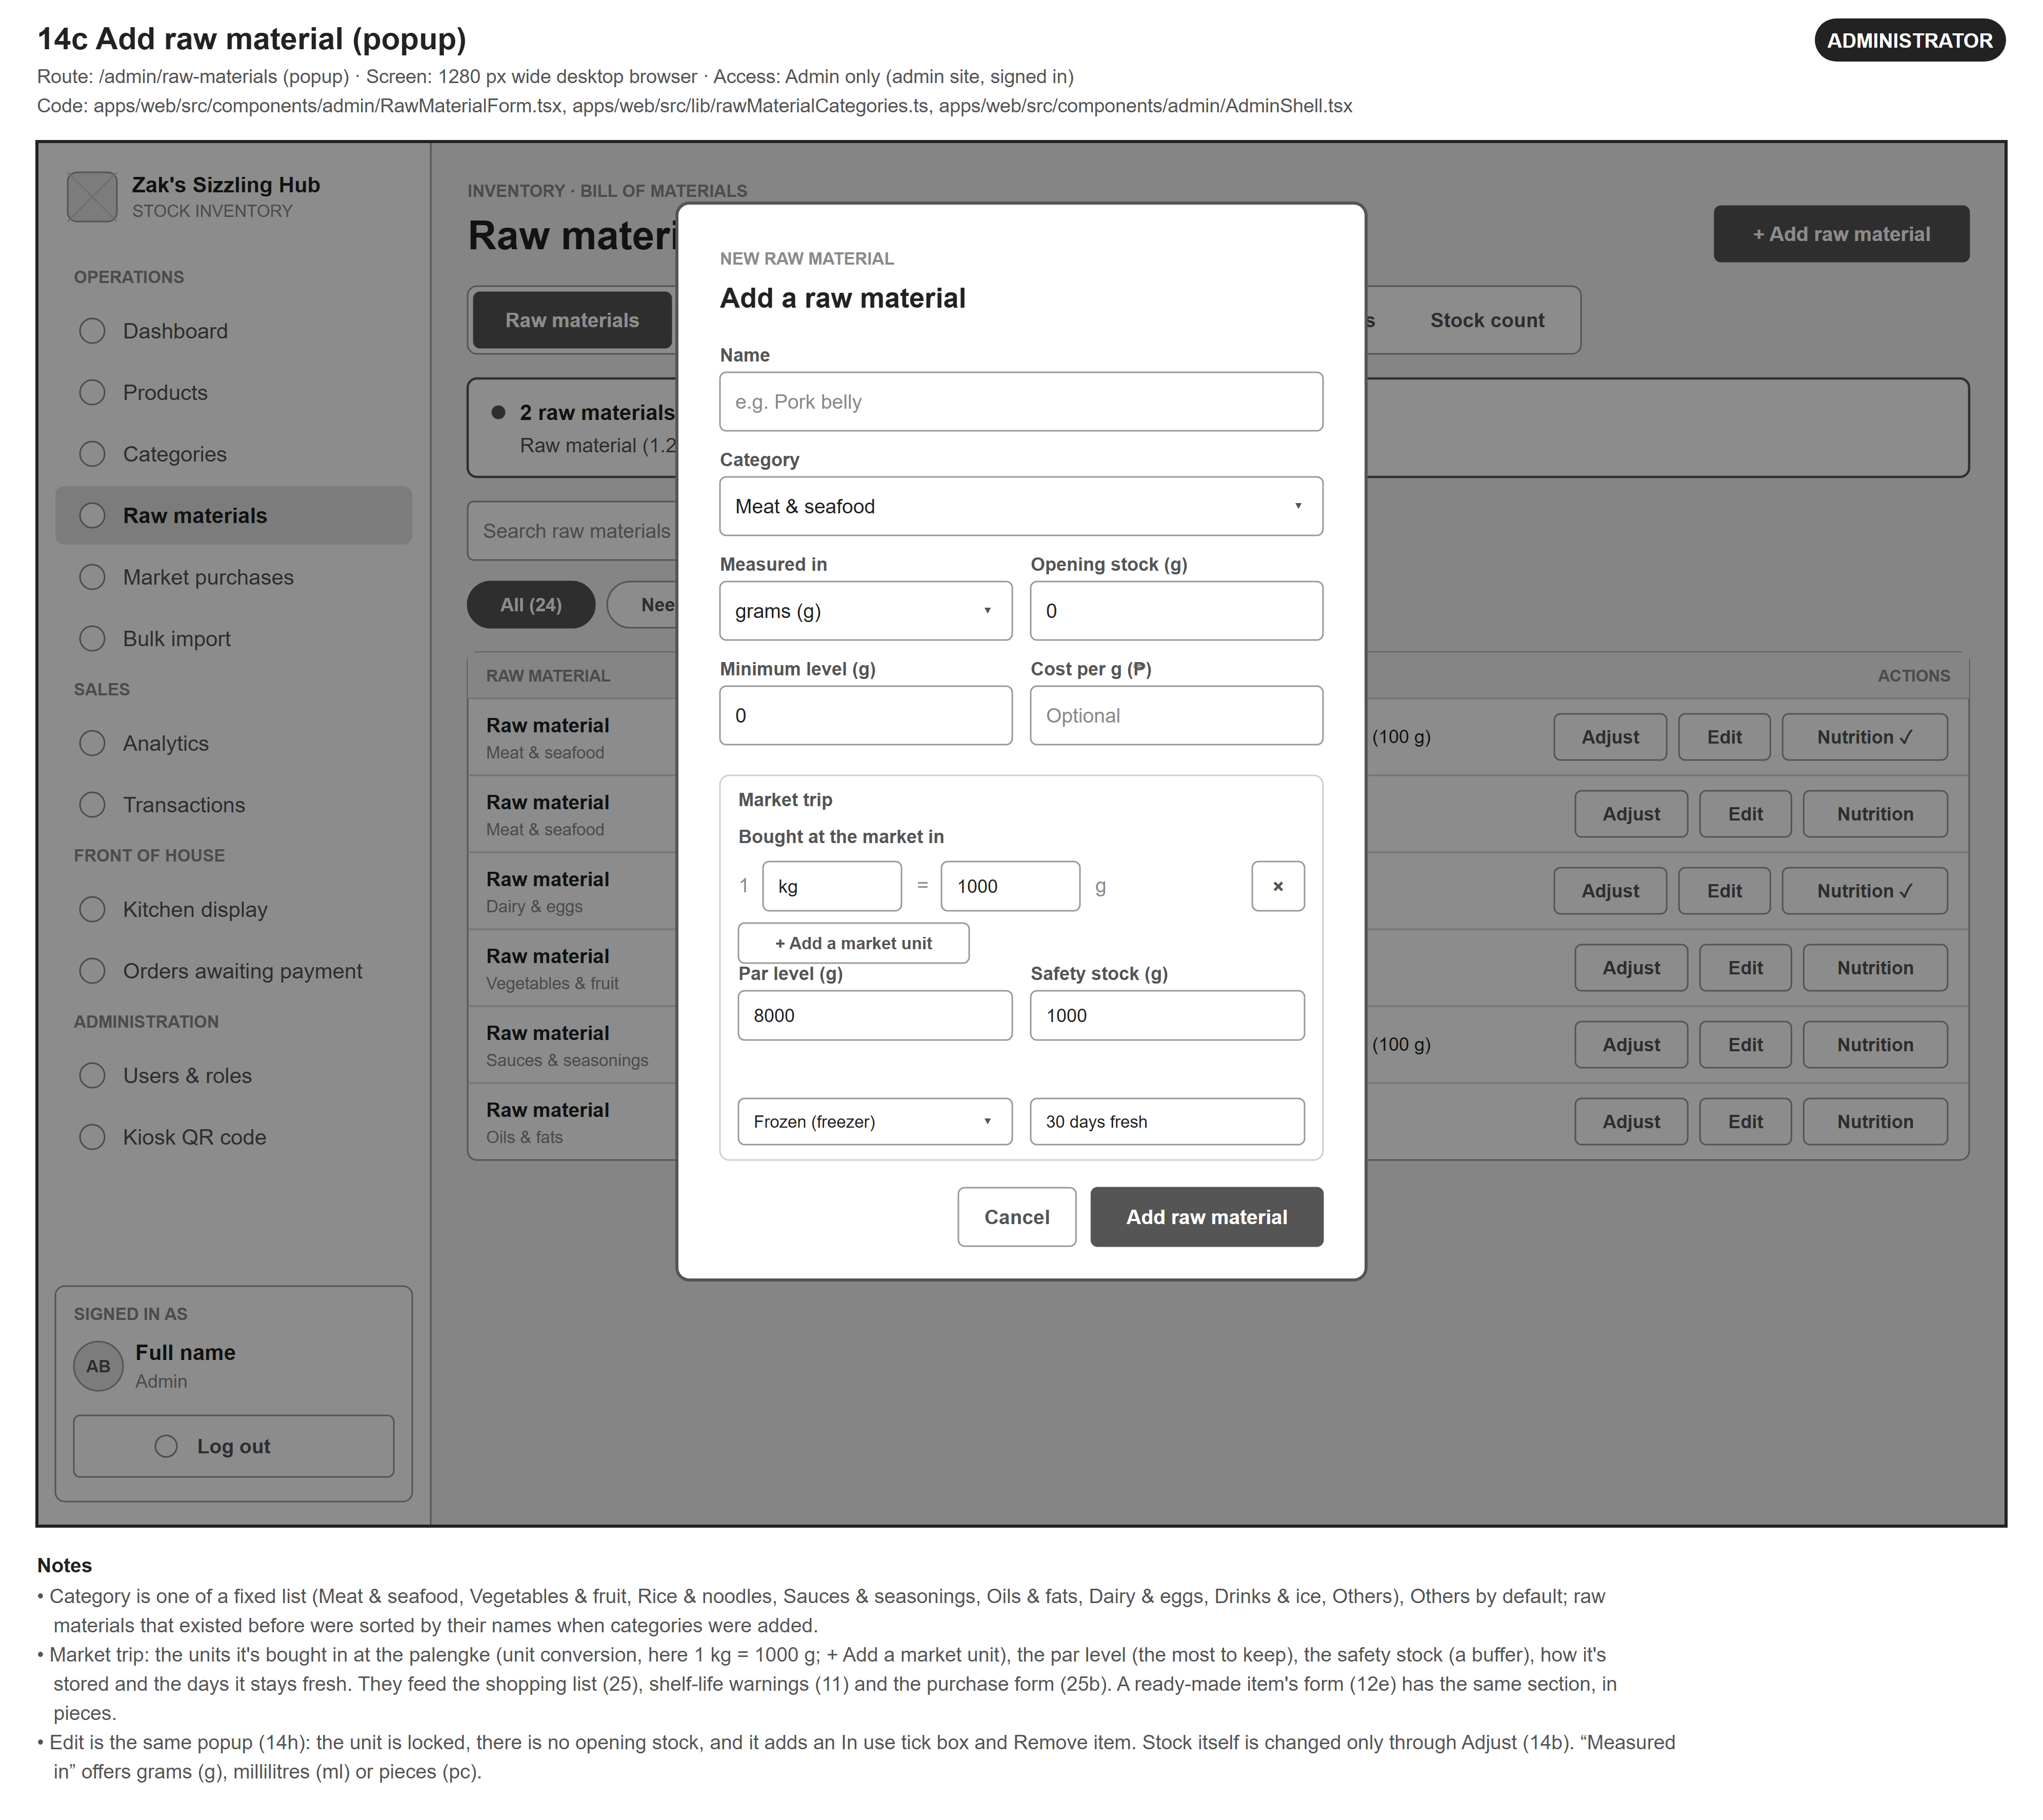 14c Add raw material (popup)
ADMINISTRATOR
Route: /admin/raw-materials (popup) · Screen: 1280 px wide desktop browser · Access: Admin only (admin site, signed in)
Code: apps/web/src/components/admin/RawMaterialForm.tsx, apps/web/src/lib/rawMaterialCategories.ts, apps/web/src/components/admin/AdminShell.tsx
Zak's Sizzling Hub
STOCK INVENTORY
OPERATIONS
Dashboard
Products
Categories
Raw materials
Market purchases
Bulk import
SALES
Analytics
Transactions
FRONT OF HOUSE
Kitchen display
Orders awaiting payment
ADMINISTRATION
Users & roles
Kiosk QR code
SIGNED IN AS
AB
Full name
Admin
Log out
INVENTORY · BILL OF MATERIALS
Raw materi
+ Add raw material
Raw materials
s
Stock count
2 raw materials
Raw material (1.2
Search raw materials
All (24)
Nee
RAW MATERIAL
ACTIONS
Raw material
Meat & seafood
(100 g)
Adjust
Edit
Nutrition ✓
Raw material
Meat & seafood
Adjust
Edit
Nutrition
Raw material
Dairy & eggs
Adjust
Edit
Nutrition ✓
Raw material
Vegetables & fruit
Adjust
Edit
Nutrition
Raw material
Sauces & seasonings
(100 g)
Adjust
Edit
Nutrition
Raw material
Oils & fats
Adjust
Edit
Nutrition
NEW RAW MATERIAL
Add a raw material
Name
e.g. Pork belly
Category
Meat & seafood
Measured in
Opening stock (g)
grams (g)
0
Minimum level (g)
Cost per g (₱)
0
Optional
Market trip
Bought at the market in
1 kg = 1000 g ×
+ Add a market unit
Par level (g)
Safety stock (g)
8000
1000
Frozen (freezer)
30 days fresh
Cancel
Add raw material
Notes
• Category is one of a fixed list (Meat & seafood, Vegetables & fruit, Rice & noodles, Sauces & seasonings, Oils & fats, Dairy & eggs, Drinks & ice, Others), Others by default; raw
materials that existed before were sorted by their names when categories were added.
• Market trip: the units it's bought in at the palengke (unit conversion, here 1 kg = 1000 g; + Add a market unit), the par level (the most to keep), the safety stock (a buffer), how it's
stored and the days it stays fresh. They feed the shopping list (25), shelf-life warnings (11) and the purchase form (25b). A ready-made item's form (12e) has the same section, in
pieces.
• Edit is the same popup (14h): the unit is locked, there is no opening stock, and it adds an In use tick box and Remove item. Stock itself is changed only through Adjust (14b). “Measured
in” offers grams (g), millilitres (ml) or pieces (pc).